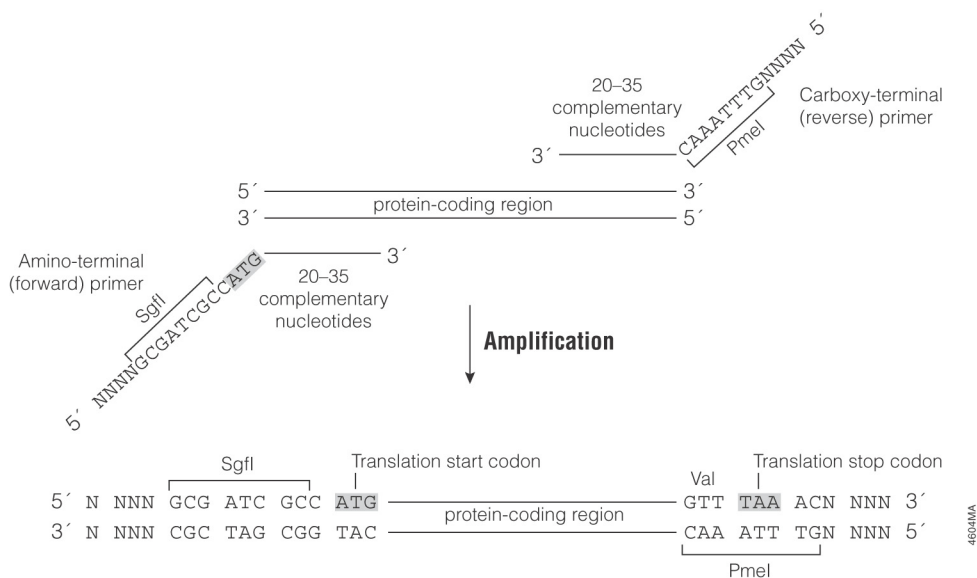 5´
CAAATTTGNNNN
PmeI
20–35
complementary
nucleotides
Carboxy-terminal
(reverse) primer
3´
5´ 3´
protein-coding region
3´ 5´
Amino-terminal
(forward) primer
SgfI
NNNNGCGATCGCCATG
5´
3´
20–35
complementary
nucleotides
Amplification
SgfI
Translation start codon
Val
Translation stop codon
5´ N NNN GCG ATC GCC ATG GTT TAA ACN NNN 3´
protein-coding region
3´ N NNN CGC TAG CGG TAC CAA ATT TGN NNN 5´
PmeI
4604MA